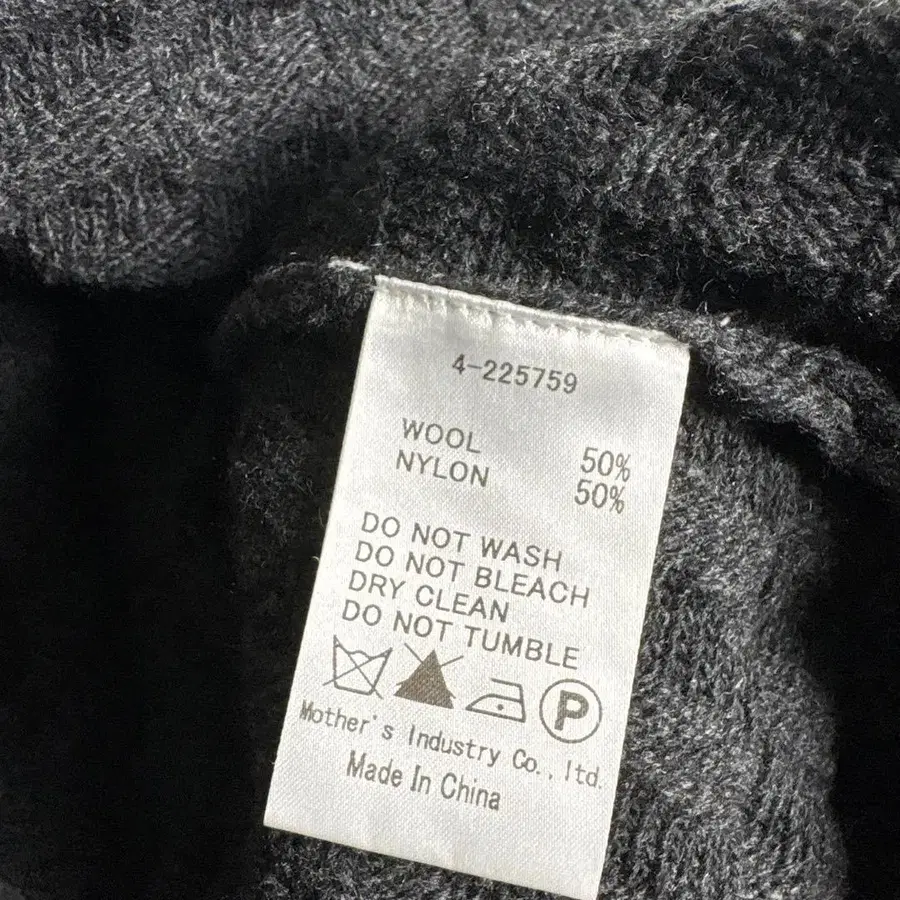 4-225759
WOOL 50%
NYLON 50%
DO NOT WASH
DO NOT BLEACH
DRY CLEAN
DO NOT TUMBLE
P
Mother's Industry Co., ltd.
Made In China